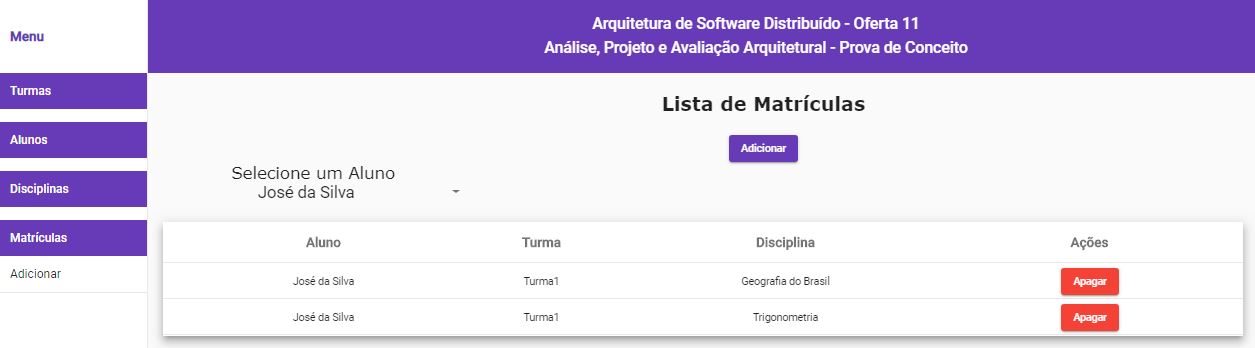 Menu
Arquitetura de Software Distribuído - Oferta 11
Análise, Projeto e Avaliação Arquitetural - Prova de Conceito
Turmas
Alunos
Disciplinas
Matrículas
Adicionar
Lista de Matrículas
Adicionar
Selecione um Aluno
José da Silva
Aluno Turma Disciplina Ações
José da Silva Turma1 Geografia do Brasil Apagar
José da Silva Turma1 Trigonometria Apagar